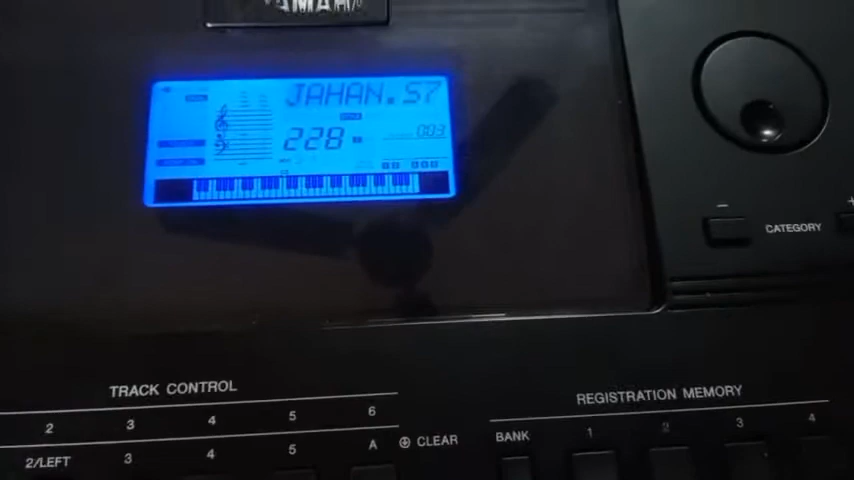 YAMAHA
JAHAN.S7
228
003
CATEGORY
TRACK CONTROL
2 3 4 5 6
2/LEFT 3 4 5 A CLEAR
REGISTRATION MEMORY
BANK 1 2 3 4